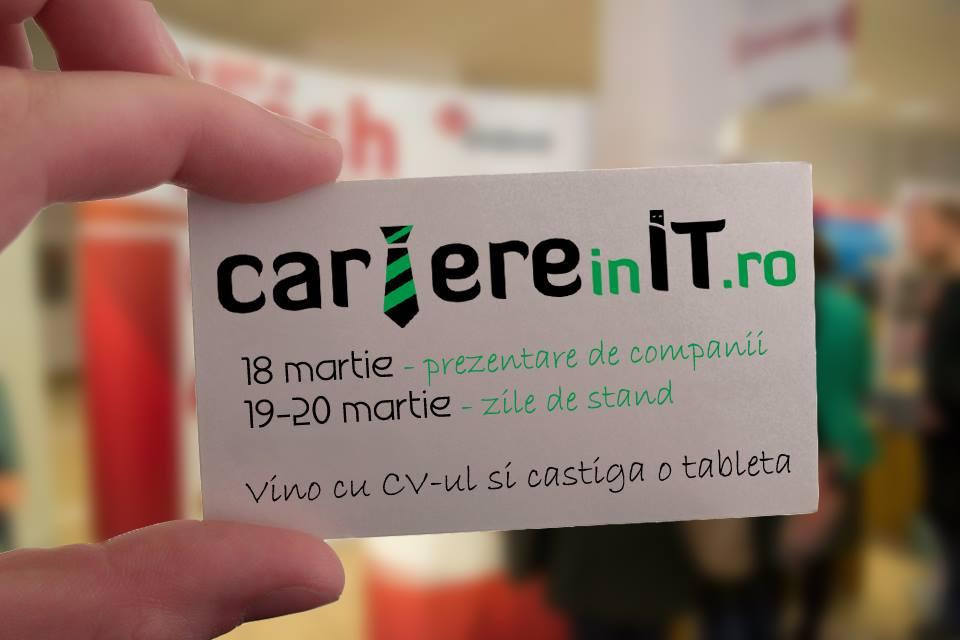 cariereinIT.ro
18 martie - prezentare de companii
19-20 martie - zile de stand
Vino cu CV-ul si castiga o tableta